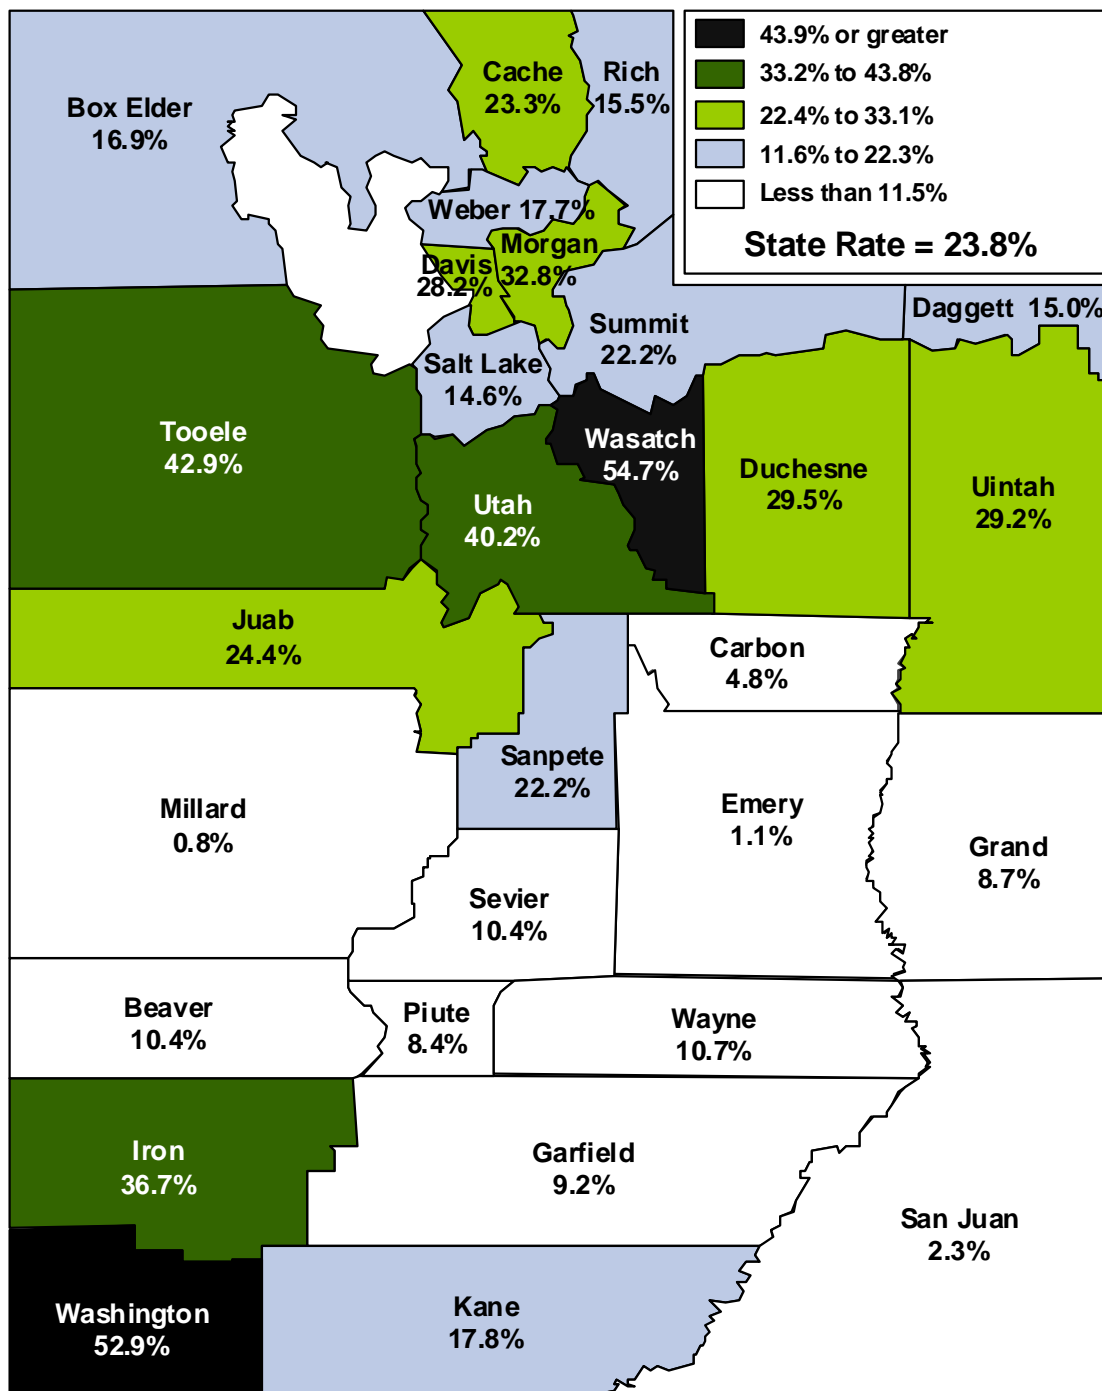 43.9% or greater
33.2% to 43.8%
22.4% to 33.1%
11.6% to 22.3%
Less than 11.5%
State Rate = 23.8%
Cache
23.3%
Rich
15.5%
Box Elder
16.9%
Weber 17.7%
Morgan
32.8%
Davis
28.2%
Summit
22.2%
Daggett 15.0%
Salt Lake
14.6%
Tooele
42.9%
Wasatch
54.7%
Duchesne
29.5%
Uintah
29.2%
Utah
40.2%
Juab
24.4%
Carbon
4.8%
Sanpete
22.2%
Millard
0.8%
Emery
1.1%
Grand
8.7%
Sevier
10.4%
Beaver
10.4%
Piute
8.4%
Wayne
10.7%
Iron
36.7%
Garfield
9.2%
San Juan
2.3%
Washington
52.9%
Kane
17.8%